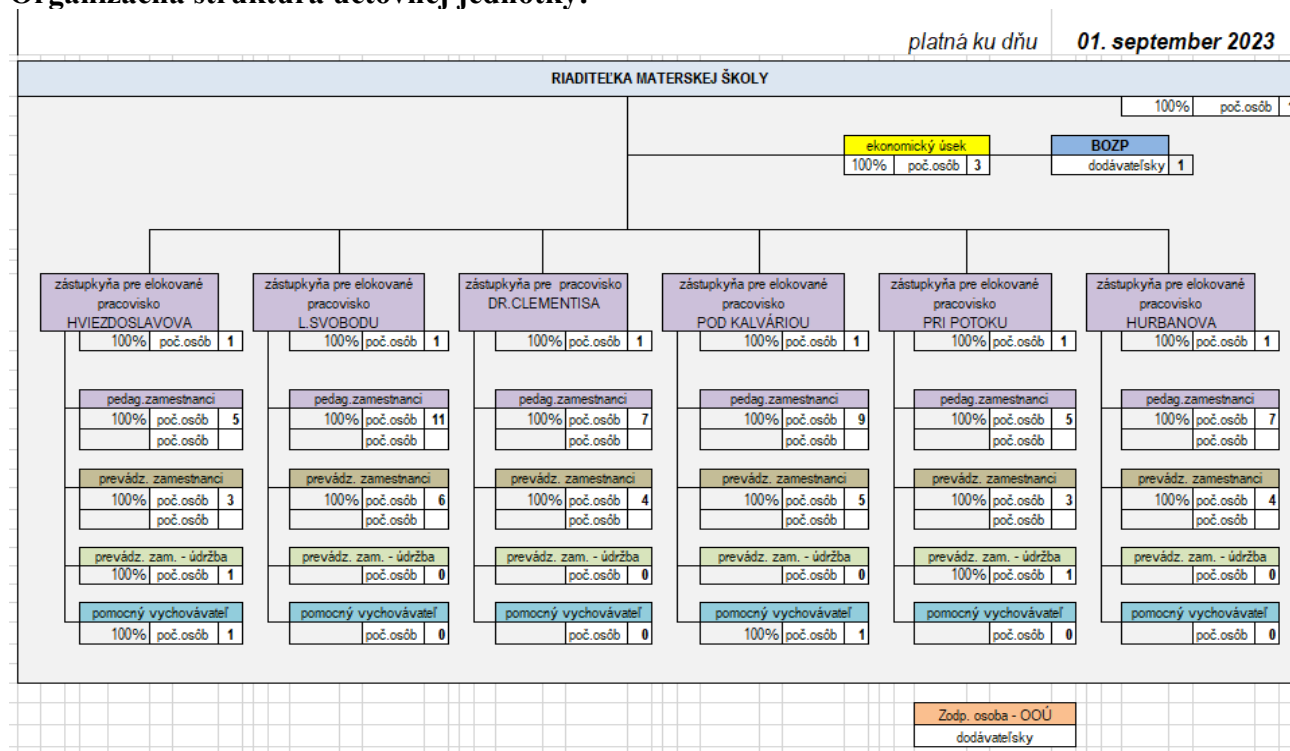 Organizačná štruktúra účtovnej jednotky:
platná ku dňu 01. september 2023
RIADITEĽKA MATERSKEJ ŠKOLY
100% poč.osôb
ekonomický úsek BOZP
100% poč.osôb 3 dodávateľsky 1
zástupkyňa pre elokované zástupkyňa pre elokované zástupkyňa pre pracovisko zástupkyňa pre elokované zástupkyňa pre elokované zástupkyňa pre elokované
pracovisko pracovisko DR.CLEMENTISA pracovisko pracovisko pracovisko
HVIEZDOSLAVOVA L.SVOBODU POD KALVÁRIOU PRI POTOKU HURBANOVA
100% poč.osôb 1 100% poč.osôb 1 100% poč.osôb 1 100% poč.osôb 1 100% poč.osôb 1 100% poč.osôb 1
pedag.zamestnanci pedag.zamestnanci pedag.zamestnanci pedag.zamestnanci pedag.zamestnanci pedag.zamestnanci
100% poč.osôb 5 100% poč.osôb 11 100% poč.osôb 7 100% poč.osôb 9 100% poč.osôb 5 100% poč.osôb 7
poč.osôb poč.osôb poč.osôb poč.osôb poč.osôb poč.osôb
prevádz. zamestnanci prevádz. zamestnanci prevádz. zamestnanci prevádz. zamestnanci prevádz. zamestnanci prevádz. zamestnanci
100% poč.osôb 3 100% poč.osôb 6 100% poč.osôb 4 100% poč.osôb 5 100% poč.osôb 3 100% poč.osôb 4
poč.osôb poč.osôb poč.osôb poč.osôb poč.osôb poč.osôb
prevádz. zam. - údržba prevádz. zam. - údržba prevádz. zam. - údržba prevádz. zam. - údržba prevádz. zam. - údržba prevádz. zam. - údržba
100% poč.osôb 1 poč.osôb 0 poč.osôb 0 poč.osôb 0 100% poč.osôb 1 poč.osôb 0
pomocný vychovávateľ pomocný vychovávateľ pomocný vychovávateľ pomocný vychovávateľ pomocný vychovávateľ pomocný vychovávateľ
100% poč.osôb 1 poč.osôb 0 poč.osôb 0 100% poč.osôb 1 poč.osôb 0 poč.osôb 0
Zodp. osoba - OOÚ
dodávateľsky